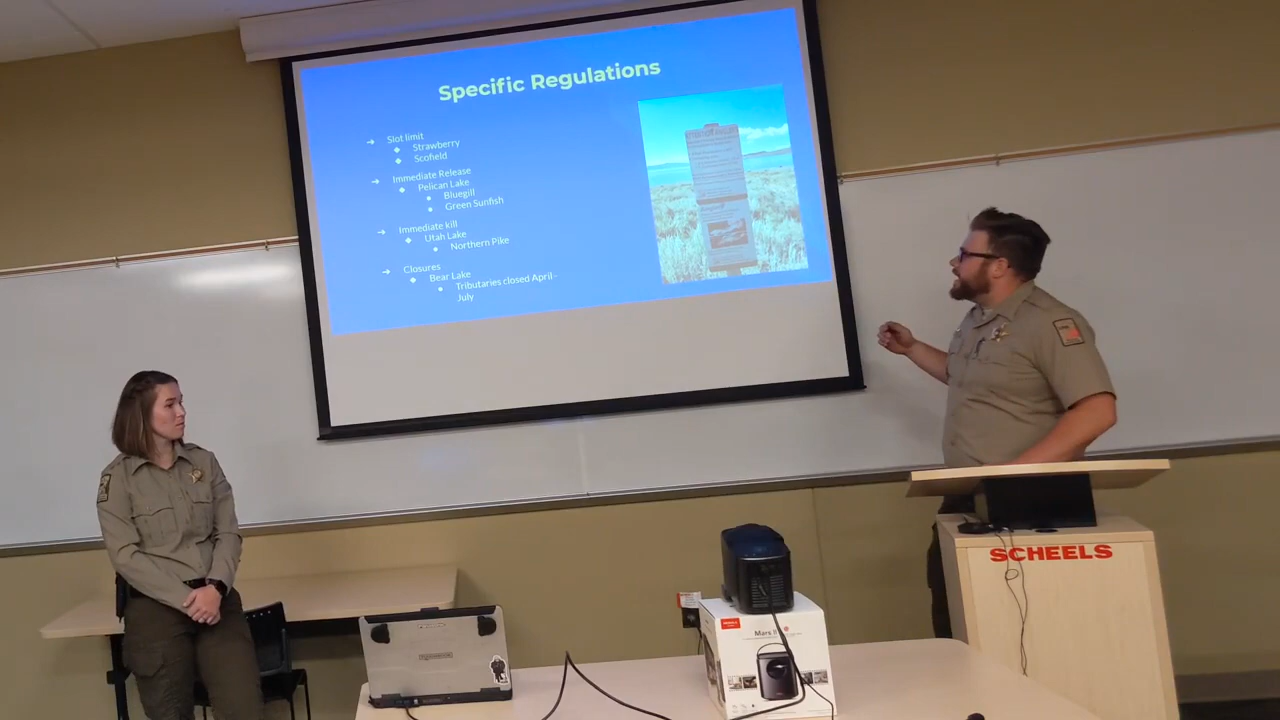 Specific Regulations
➔ Slot limit
◆ Strawberry
◆ Scofield
➔ Immediate Release
◆ Pelican Lake
● Bluegill
● Green Sunfish
➔ Immediate kill
◆ Utah Lake
● Northern Pike
➔ Closures
◆ Bear Lake
● Tributaries closed April-
July
SCHEELS
Mars II